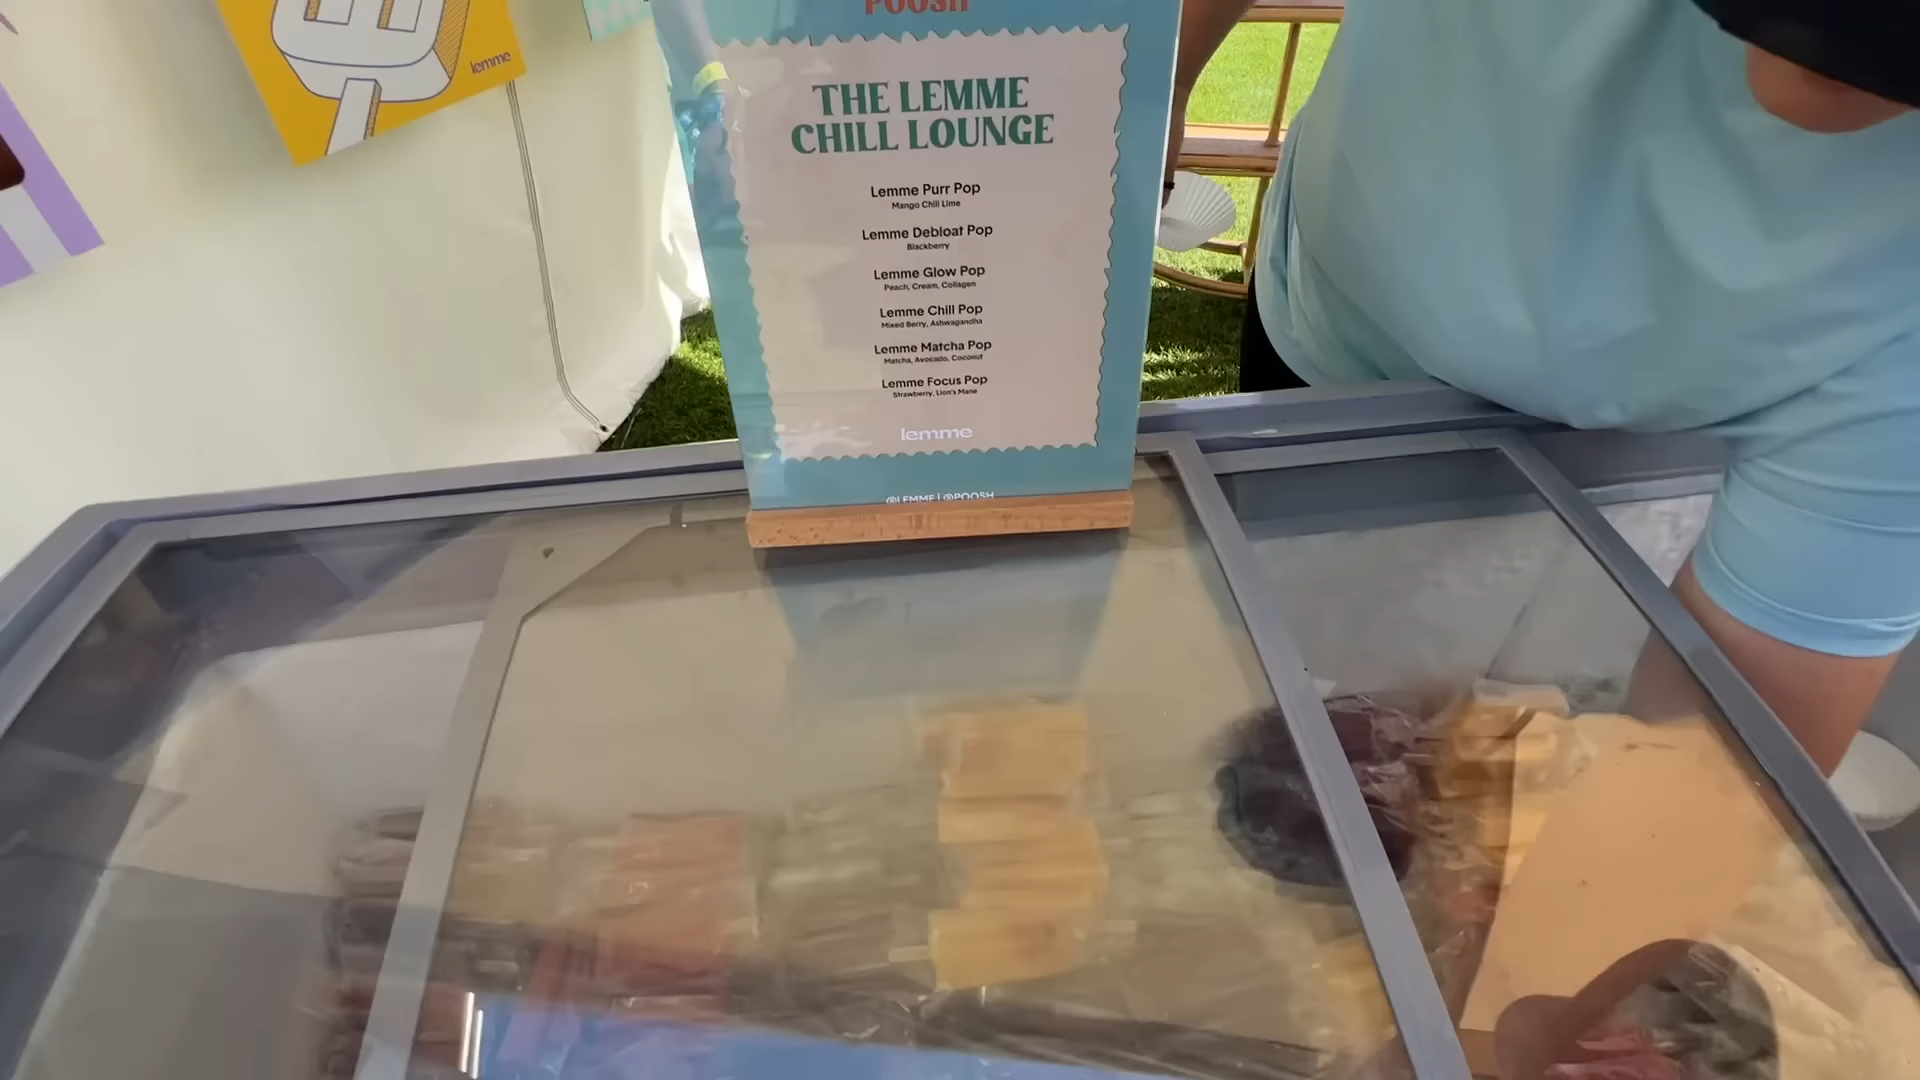 POOSH
lemme
THE LEMME
CHILL LOUNGE
Lemme Purr Pop
Mango Chili Lime
Lemme Debloat Pop
Blackberry
Lemme Glow Pop
Peach, Cream, Collagen
Lemme Chill Pop
Mixed Berry, Ashwagandha
Lemme Matcha Pop
Matcha, Avocado, Coconut
Lemme Focus Pop
Strawberry, Lion's Mane
lemme
@LEMME | @POOSH